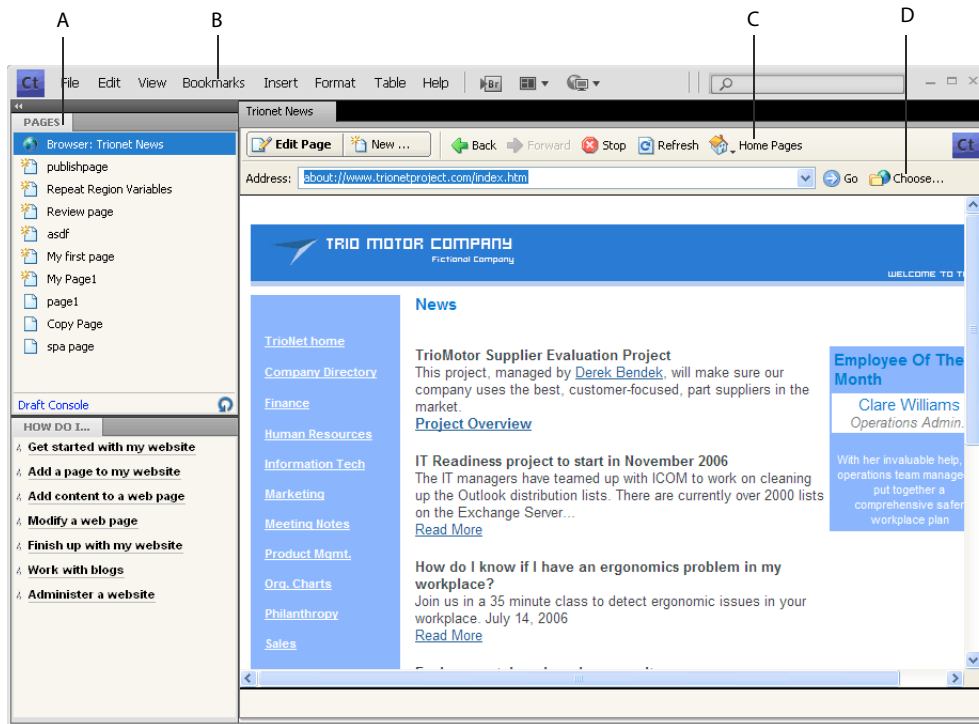 A B C D
Ct File Edit View Bookmarks Insert Format Table Help Br
PAGES
Browser: Trionet News
publishpage
Repeat Region Variables
Review page
asdf
My first page
My Page1
page1
Copy Page
spa page
Draft Console
HOW DO I...
Get started with my website
Add a page to my website
Add content to a web page
Modify a web page
Finish up with my website
Work with blogs
Administer a website
Trionet News
Edit Page New ... Back Forward Stop Refresh Home Pages Ct
Address: about://www.trionetproject.com/index.htm Go Choose...
TRIO MOTOR COMPANY
Fictional Company
WELCOME TO
TrioNet home
Company Directory
Finance
Human Resources
Information Tech
Marketing
Meeting Notes
Product Mgmt.
Org. Charts
Philanthropy
Sales
News
TrioMotor Supplier Evaluation Project
This project, managed by Derek Bendek, will make sure our
company uses the best, customer-focused, part suppliers in the
market.
Project Overview
IT Readiness project to start in November 2006
The IT managers have teamed up with ICOM to work on cleaning
up the Outlook distribution lists. There are currently over 2000 lists
on the Exchange Server...
Read More
How do I know if I have an ergonomics problem in my
workplace?
Join us in a 35 minute class to detect ergonomic issues in your
workplace. July 14, 2006
Read More
Employee Of The
Month
Clare Williams
Operations Admin.
With her invaluable help,
operations team manage
put together a
comprehensive safer
workplace plan